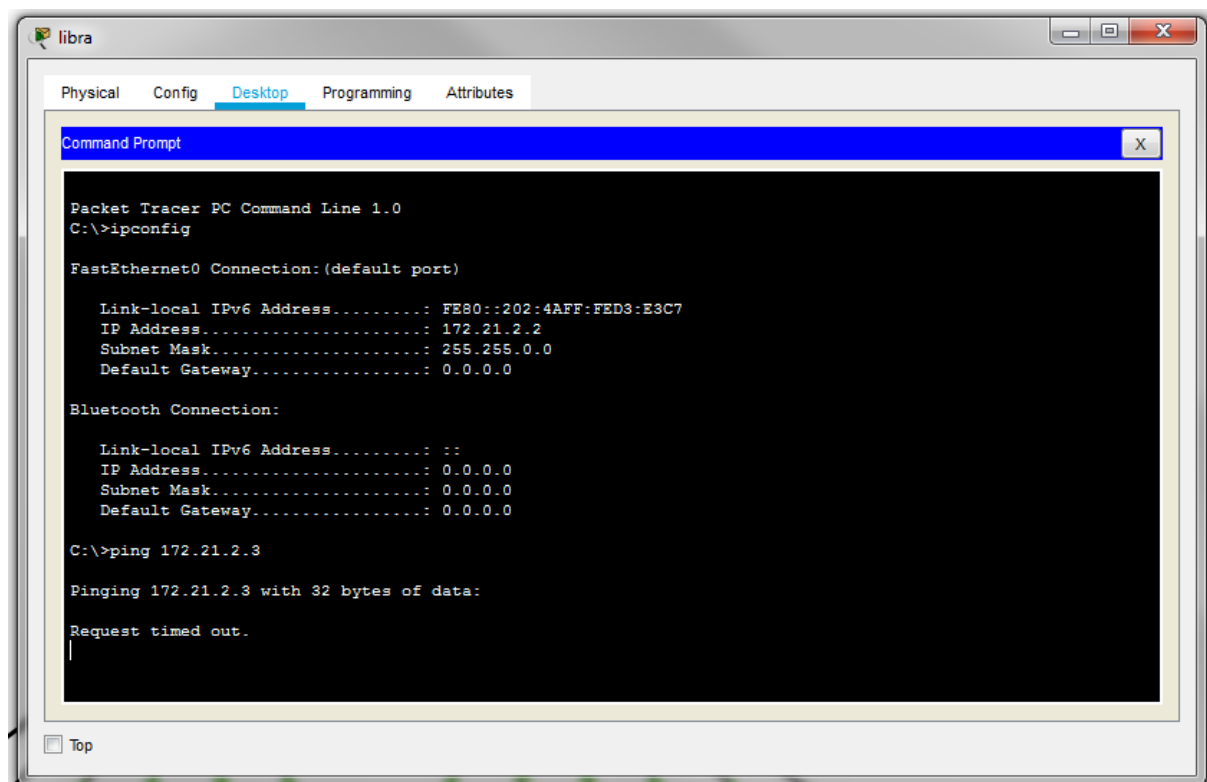 libra
Physical Config Desktop Programming Attributes
Command Prompt
X
Packet Tracer PC Command Line 1.0
C:\>ipconfig
FastEthernet0 Connection:(default port)
Link-local IPv6 Address.........: FE80::202:4AFF:FED3:E3C7
IP Address......................: 172.21.2.2
Subnet Mask.....................: 255.255.0.0
Default Gateway.................: 0.0.0.0
Bluetooth Connection:
Link-local IPv6 Address.........: ::
IP Address......................: 0.0.0.0
Subnet Mask.....................: 0.0.0.0
Default Gateway.................: 0.0.0.0
C:\>ping 172.21.2.3
Pinging 172.21.2.3 with 32 bytes of data:
Request timed out.
Top